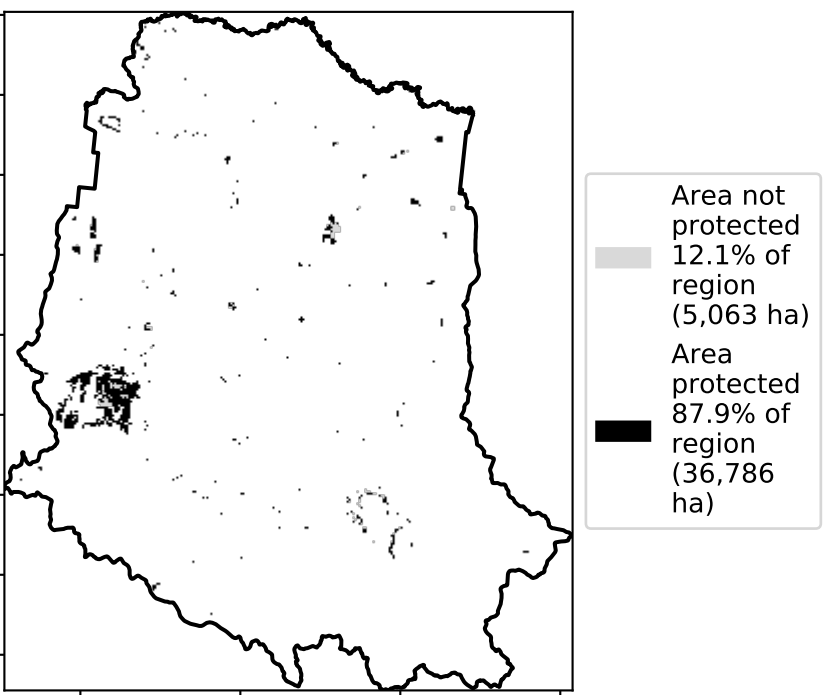 Area not
protected
12.1% of
region
(5,063 ha)
Area
protected
87.9% of
region
(36,786
ha)